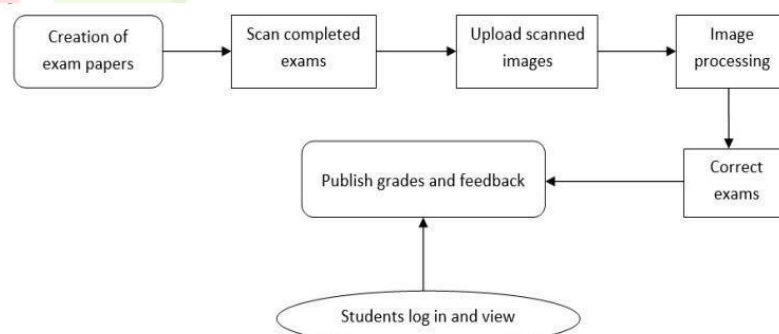 Creation of
exam papers
Scan completed
exams
Upload scanned
images
Image
processing
Correct
exams
Publish grades and feedback
Students log in and view